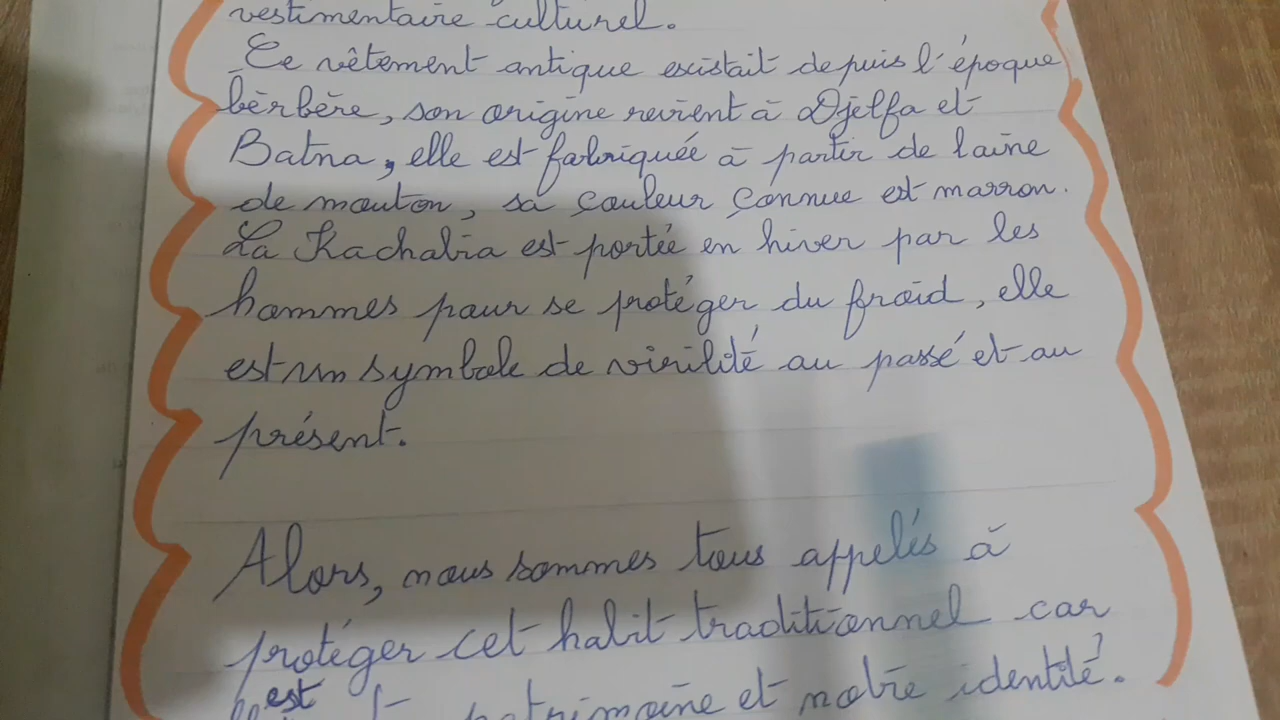 vestimentaire culturel.
Ce vêtement antique existait depuis l'époque
bèrbère, son origine revient à Djelfa et
Batna, elle est fabriquée à partir de laine
de mouton, sa couleur connue est marron.
La Kachabia est portée en hiver par les
hommes pour se protéger du froid, elle
est un symbole de virilité au passé et au
présent.
Alors, nous sommes tous appelés à
protéger cet habit traditionnel car
est patrimoine et notre identité.